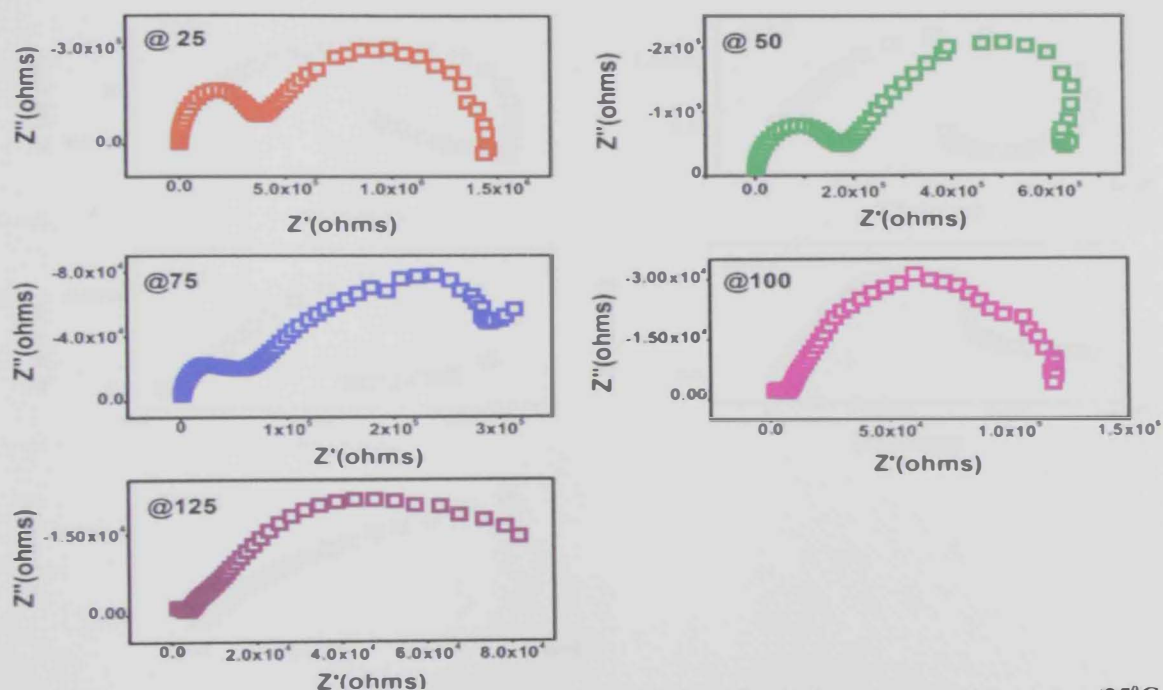 @ 25
Z"(ohms)
-3.0x10⁵
0.0
0.0 5.0x10⁵ 1.0x10⁶ 1.5x10⁶
Z'(ohms)
@ 50
Z"(ohms)
-2x10⁵
-1x10⁵
0
0.0 2.0x10⁵ 4.0x10⁵ 6.0x10⁵
Z'(ohms)
@75
Z"(ohms)
-8.0x10⁴
-4.0x10⁴
0.0
0 1x10⁵ 2x10⁵ 3x10⁵
Z'(ohms)
@100
Z"(ohms)
-3.00x10⁴
-1.50x10⁴
0.00
0.0 5.0x10⁴ 1.0x10⁵ 1.5x10⁵
Z'(ohms)
@125
Z"(ohms)
-1.50x10⁴
0.00
0.0 2.0x10⁴ 4.0x10⁴ 6.0x10⁴ 8.0x10⁴
Z'(ohms)